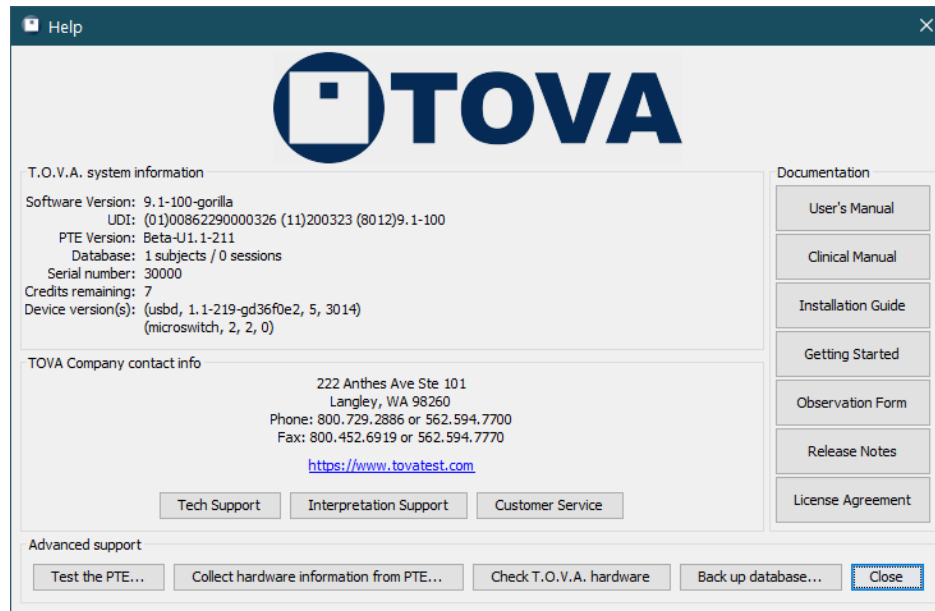 Help
TOVA
T.O.V.A. system information
Software Version: 9.1-100-gorilla
UDI: (01)00862290000326 (11)200323 (8012)9.1-100
PTE Version: Beta-U1.1-211
Database: 1 subjects / 0 sessions
Serial number: 30000
Credits remaining: 7
Device version(s): (usbd, 1.1-219-gd36f0e2, 5, 3014)
(microswitch, 2, 2, 0)
TOVA Company contact info
222 Anthes Ave Ste 101
Langley, WA 98260
Phone: 800.729.2886 or 562.594.7700
Fax: 800.452.6919 or 562.594.7770
https://www.tovatest.com
Tech Support
Interpretation Support
Customer Service
Documentation
User's Manual
Clinical Manual
Installation Guide
Getting Started
Observation Form
Release Notes
License Agreement
Advanced support
Test the PTE...
Collect hardware information from PTE...
Check T.O.V.A. hardware
Back up database...
Close